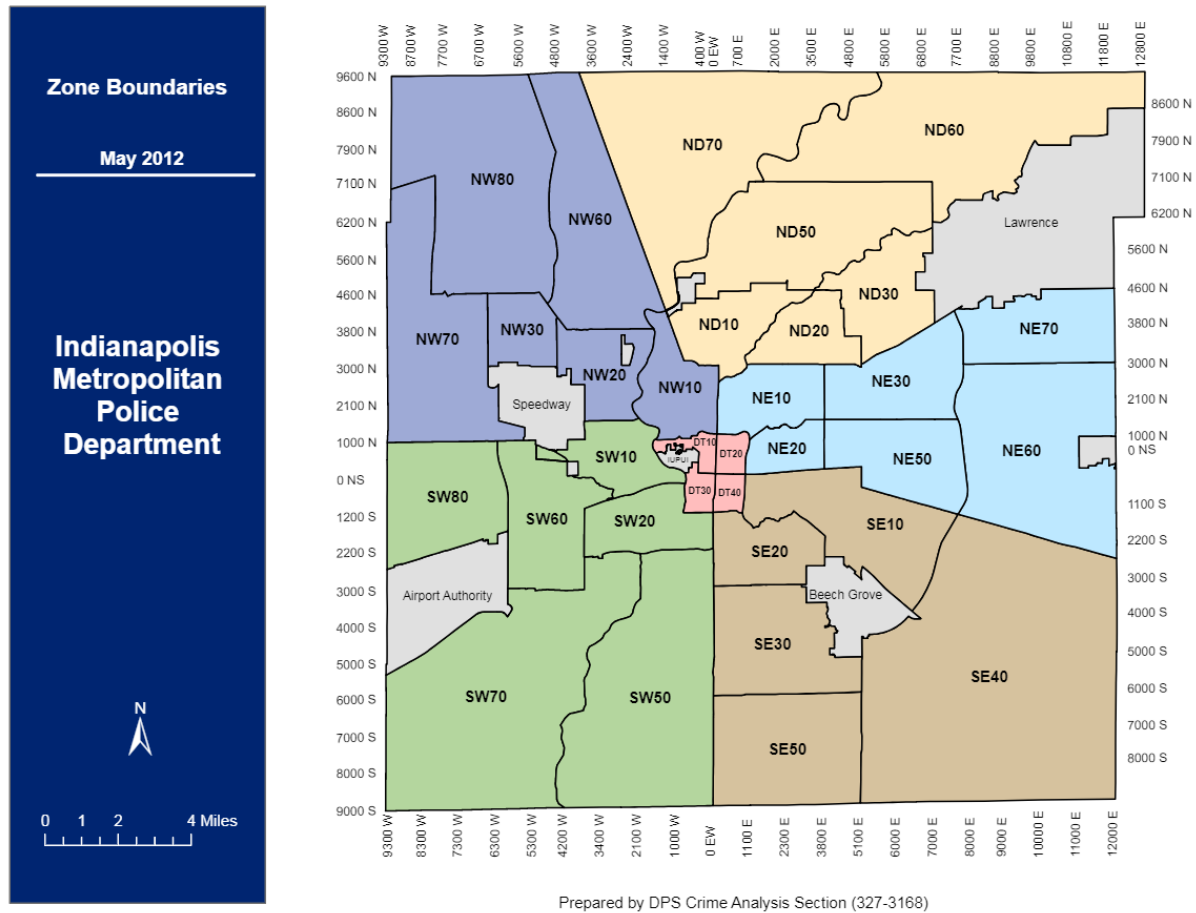 Zone Boundaries
May 2012
Indianapolis
Metropolitan
Police
Department
N
0 1 2 4 Miles
9300 W
8700 W
7700 W
6700 W
5600 W
4800 W
3600 W
2400 W
1400 W
400 W
0 EW
700 E
2000 E
3500 E
4800 E
5600 E
6700 E
7700 E
8800 E
9800 E
10800 E
11800 E
12800 E
9600 N
8600 N
7900 N
7100 N
6200 N
5600 N
4600 N
3800 N
3000 N
2100 N
1000 N
0 NS
1200 S
2200 S
3000 S
4000 S
5000 S
6000 S
7000 S
8000 S
9000 S
ND70
ND60
NW80
NW60
Lawrence
ND50
ND30
ND10
ND20
NE70
NW70
NW30
NW20
NW10
NE30
NE10
Speedway
DT10
DT20
NE20
NE50
NE60
SW10
IUPUI
DT30
DT40
SW80
SW60
SW20
SE10
SE20
Airport Authority
Beech Grove
SE30
SW70
SW50
SE40
SE50
8600 N
7900 N
7100 N
6200 N
5600 N
4600 N
3800 N
3000 N
2100 N
1000 N
0 NS
1100 S
2200 S
3000 S
4000 S
5000 S
6000 S
7000 S
8000 S
9300 W
8300 W
7300 W
6300 W
5300 W
4200 W
3400 W
2100 W
1000 W
0 EW
1100 E
2300 E
3800 E
5000 E
6000 E
7000 E
8000 E
9000 E
10000 E
11000 E
12000 E
Prepared by DPS Crime Analysis Section (327-3168)